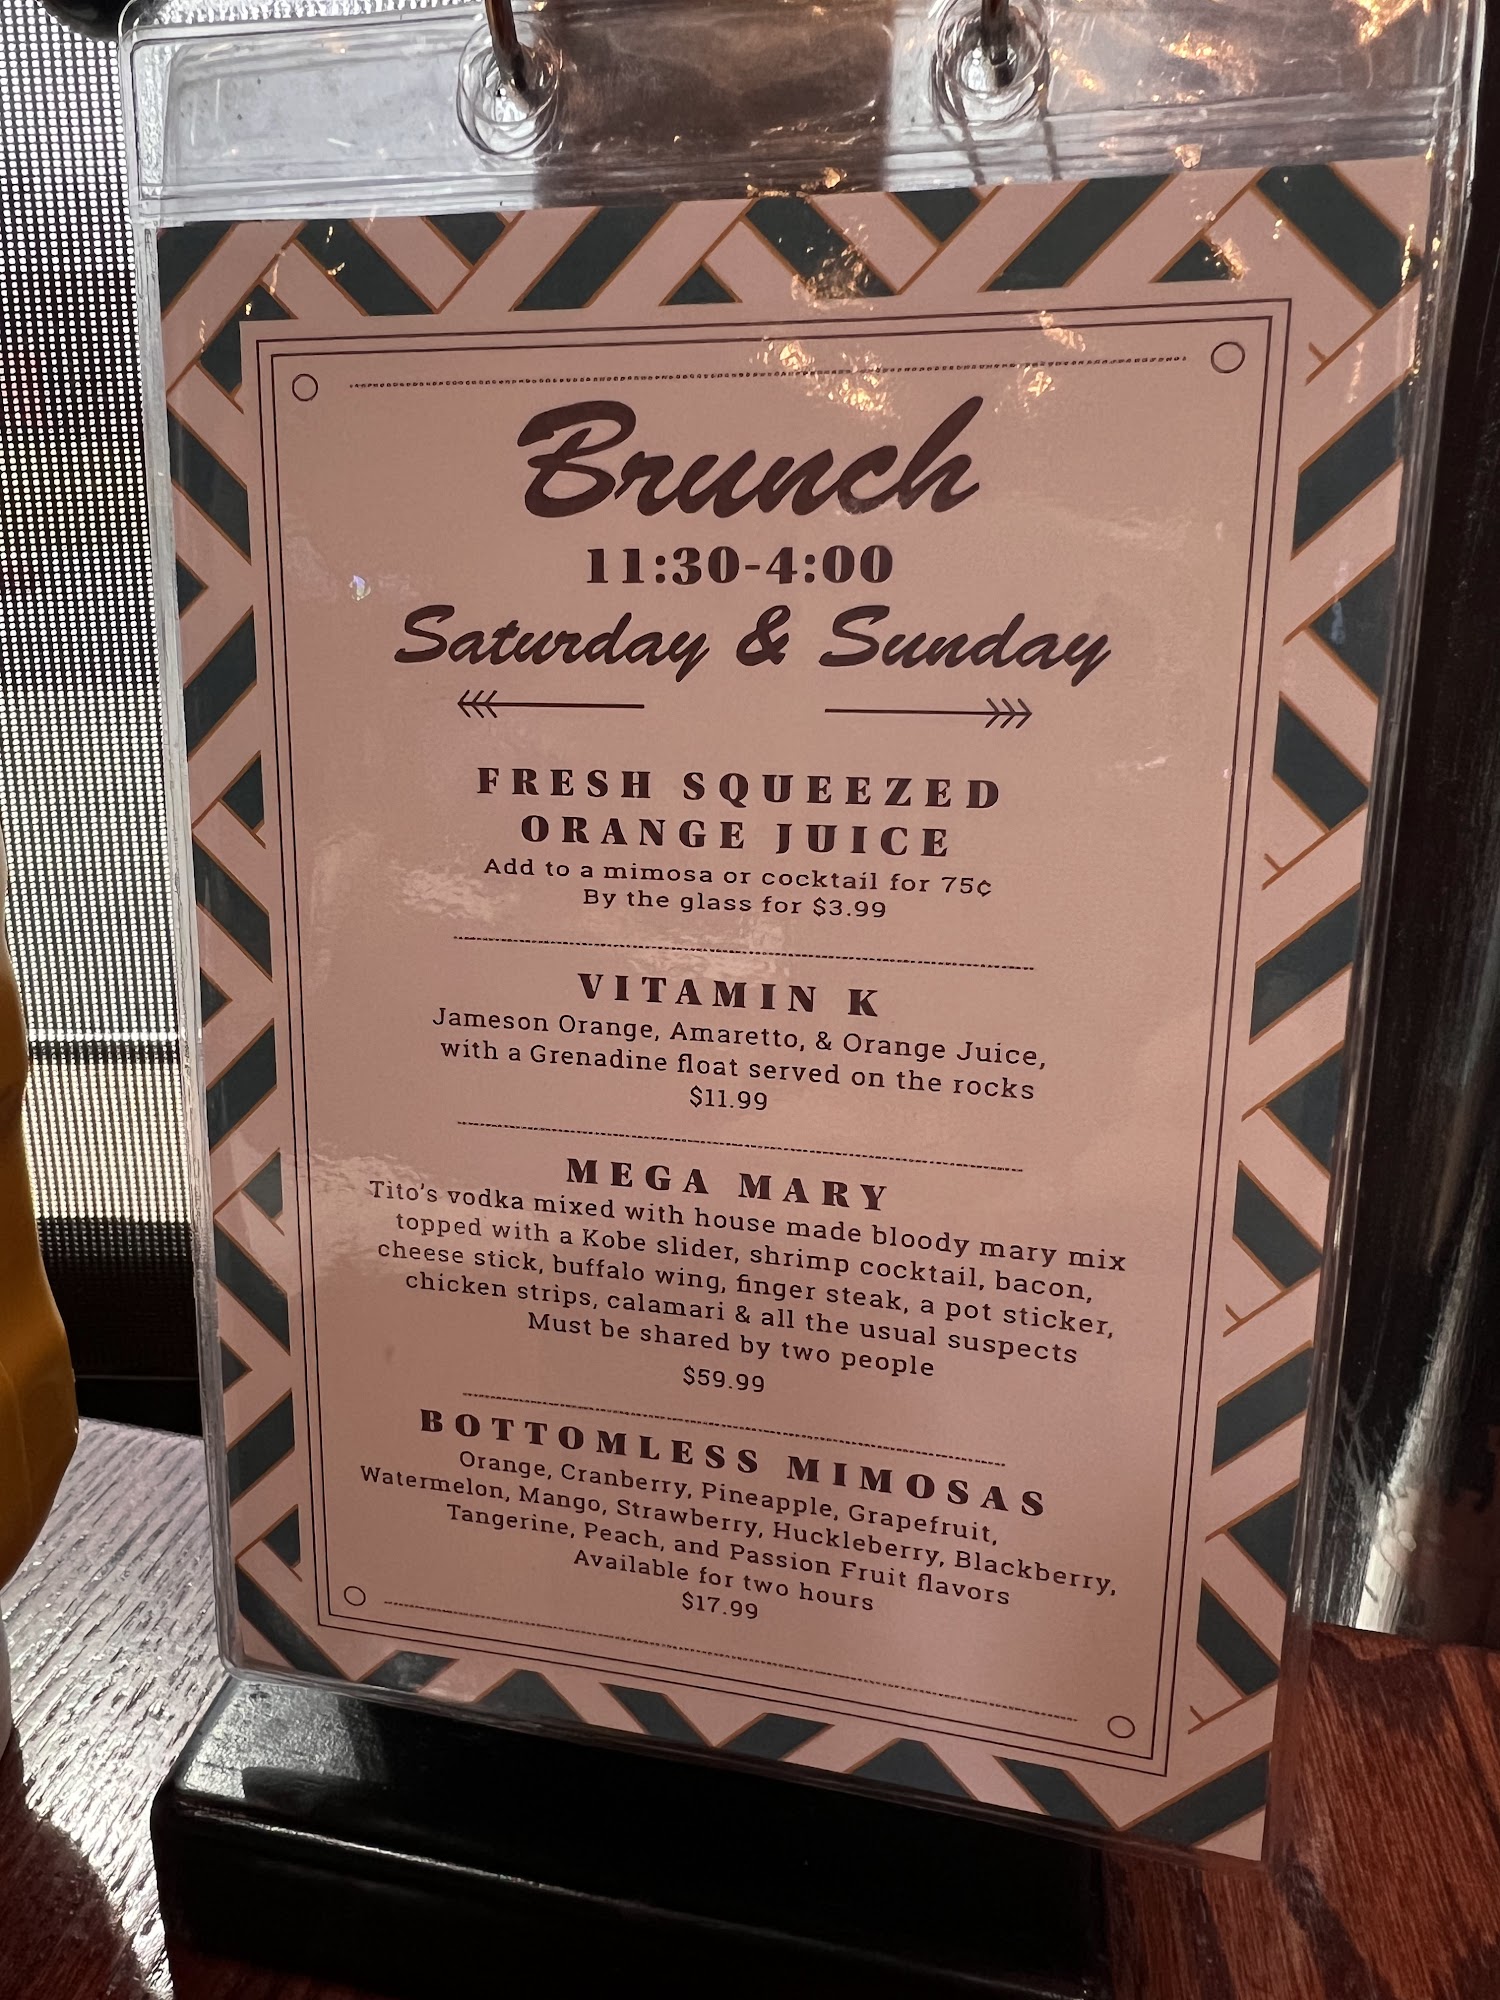 Brunch
11:30-4:00
Saturday & Sunday
FRESH SQUEEZED
ORANGE JUICE
Add to a mimosa or cocktail for 75¢
By the glass for $3.99
VITAMIN K
Jameson Orange, Amaretto, & Orange Juice,
with a Grenadine float served on the rocks
$11.99
MEGA MARY
Tito's vodka mixed with house made bloody mary mix
topped with a Kobe slider, shrimp cocktail, bacon,
cheese stick, buffalo wing, finger steak, a pot sticker,
chicken strips, calamari & all the usual suspects
Must be shared by two people
$59.99
BOTTOMLESS MIMOSAS
Orange, Cranberry, Pineapple, Grapefruit,
Watermelon, Mango, Strawberry, Huckleberry, Blackberry,
Tangerine, Peach, and Passion Fruit flavors
Available for two hours
$17.99